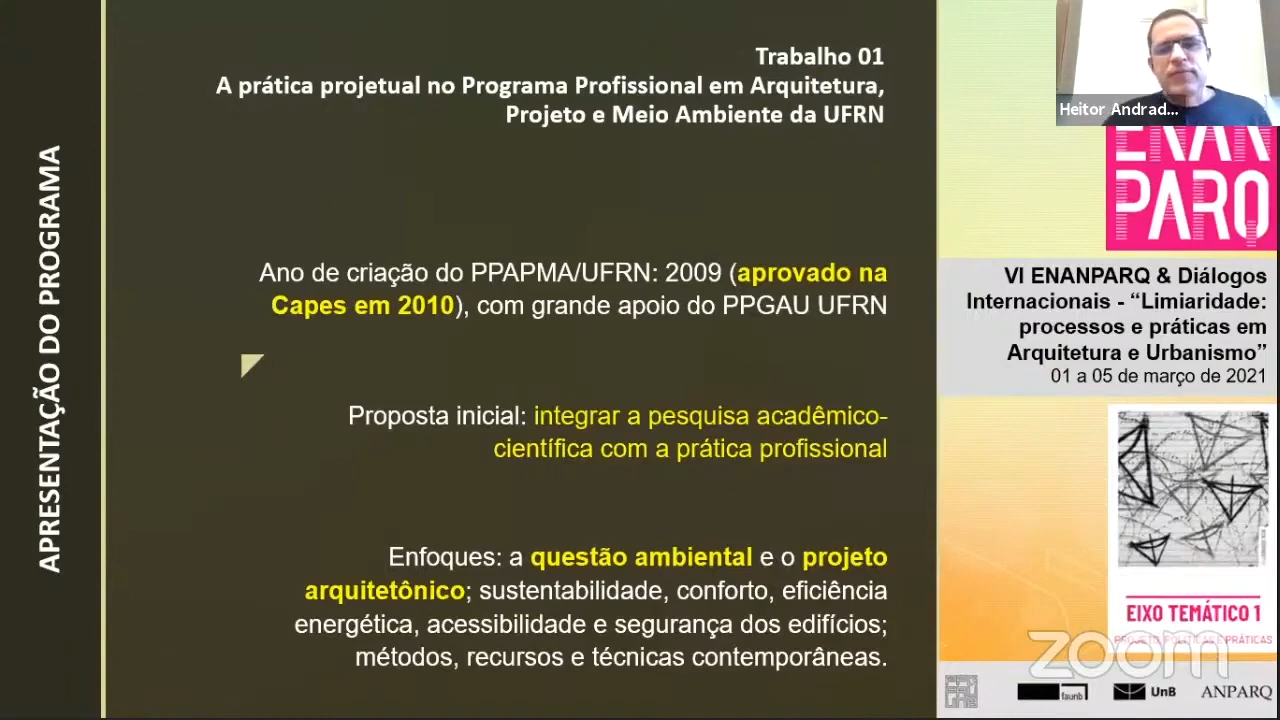 APRESENTAÇÃO DO PROGRAMA
Trabalho 01
A prática projetual no Programa Profissional em Arquitetura,
Projeto e Meio Ambiente da UFRN
Ano de criação do PPAPMA/UFRN: 2009 (aprovado na
Capes em 2010), com grande apoio do PPGAU UFRN
Proposta inicial: integrar a pesquisa acadêmico-
científica com a prática profissional
Enfoques: a questão ambiental e o projeto
arquitetônico; sustentabilidade, conforto, eficiência
energética, acessibilidade e segurança dos edifícios;
métodos, recursos e técnicas contemporâneas.
Heitor Andrad...
ENAN
PARQ
VI ENANPARQ & Diálogos
Internacionais - “Limiaridade:
processos e práticas em
Arquitetura e Urbanismo”
01 a 05 de março de 2021
EIXO TEMÁTICO 1
PROJETO, POLÍTICAS E PRÁTICAS
zoom
faunb
UnB
ANPARQ